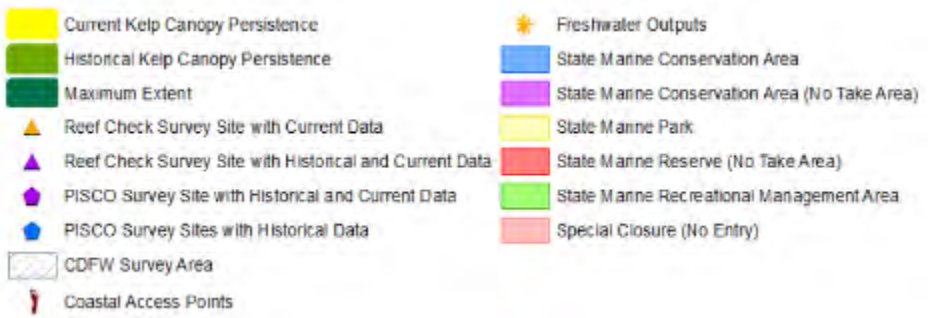 Current Kelp Canopy Persistence
Historical Kelp Canopy Persistence
Maximum Extent
Reef Check Survey Site with Current Data
Reef Check Survey Site with Historical and Current Data
PISCO Survey Site with Historical and Current Data
PISCO Survey Sites with Historical Data
CDFW Survey Area
Coastal Access Points
Freshwater Outputs
State Marine Conservation Area
State Marine Conservation Area (No Take Area)
State Marine Park
State Marine Reserve (No Take Area)
State Marine Recreational Management Area
Special Closure (No Entry)